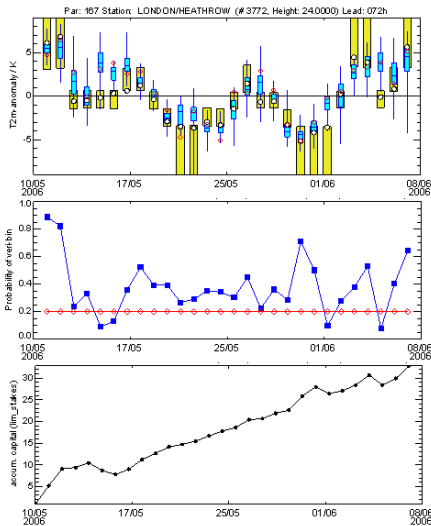 Par: 167 Station: LONDON/HEATHROW (#3772, Height: 24.0000) Lead: 072h
T2m-anomaly / K
5
0
-5
10/05 2006 17/05 25/05 01/06 08/06 2006
Probability of veri-bin
1.0
0.8
0.6
0.4
0.2
0.0
10/05 2006 17/05 25/05 01/06 08/06 2006
accum. capital (lim_stakes)
30
25
20
15
10
5
10/05 2006 17/05 25/05 01/06 08/06 2006